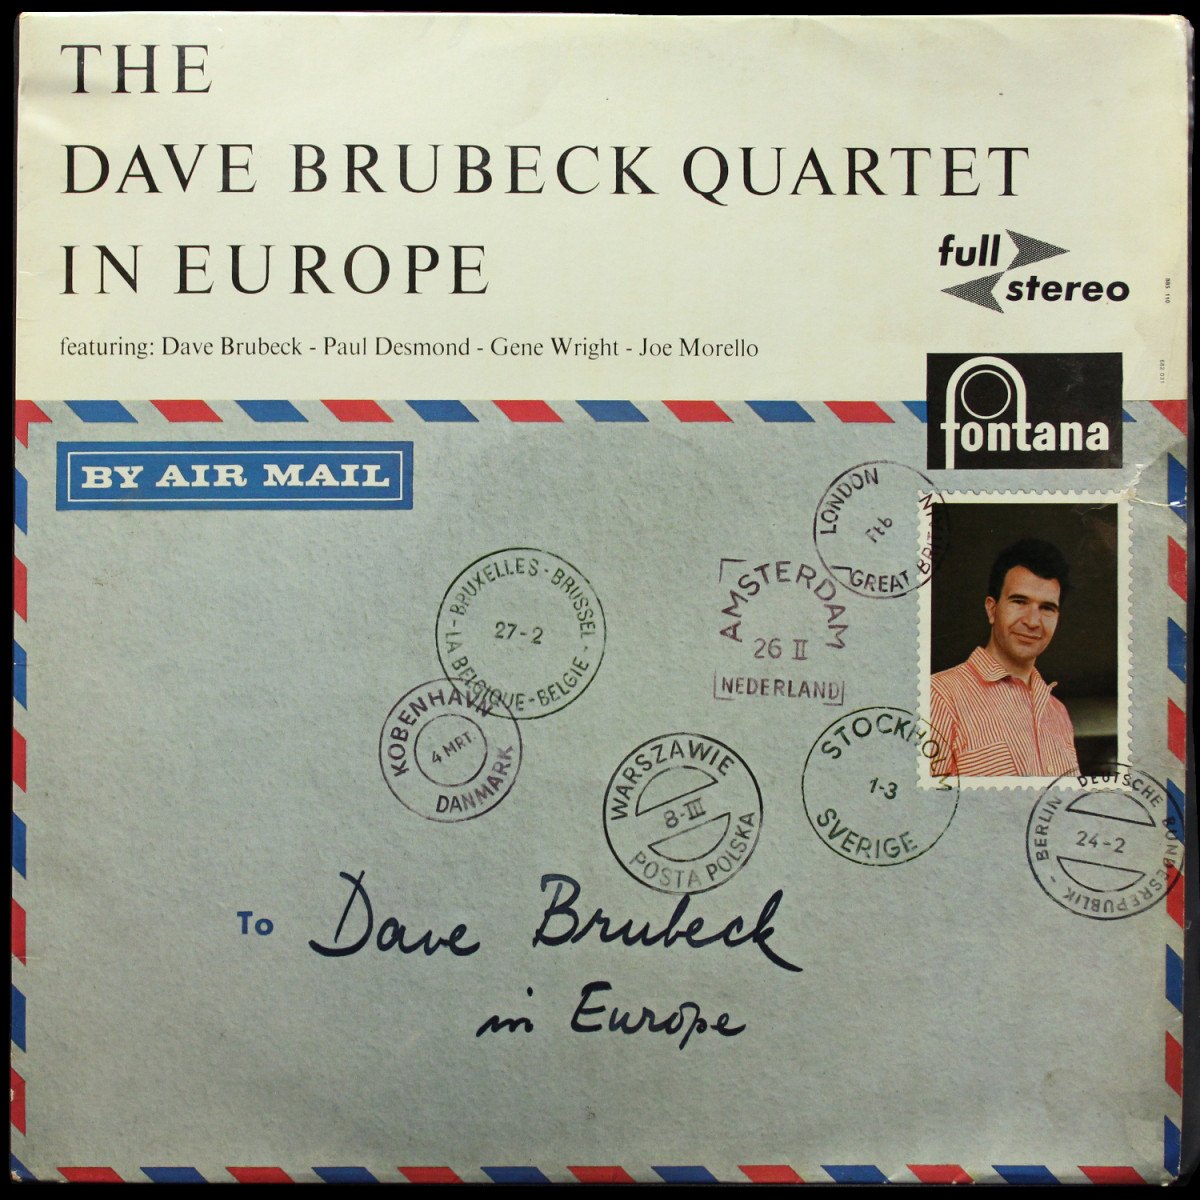 THE
DAVE BRUBECK QUARTET
IN EUROPE
full
stereo
BBS 110
featuring: Dave Brubeck - Paul Desmond - Gene Wright - Joe Morello
fontana
BY AIR MAIL
LONDON
GREAT BRITAIN
LA BELGIQUE - BELGIE - BRUXELLES - BRUSSEL
27-2
AMSTERDAM
26 II
NEDERLAND
KOBENHAVN
4 MRT.
DANMARK
WARSZAWIE
8-III
POSTA POLSKA
STOCKHOLM
1-3
SVERIGE
BERLIN
DEUTSCHE BUNDESREPUBLIK
24-2
To Dave Brubeck
in Europe